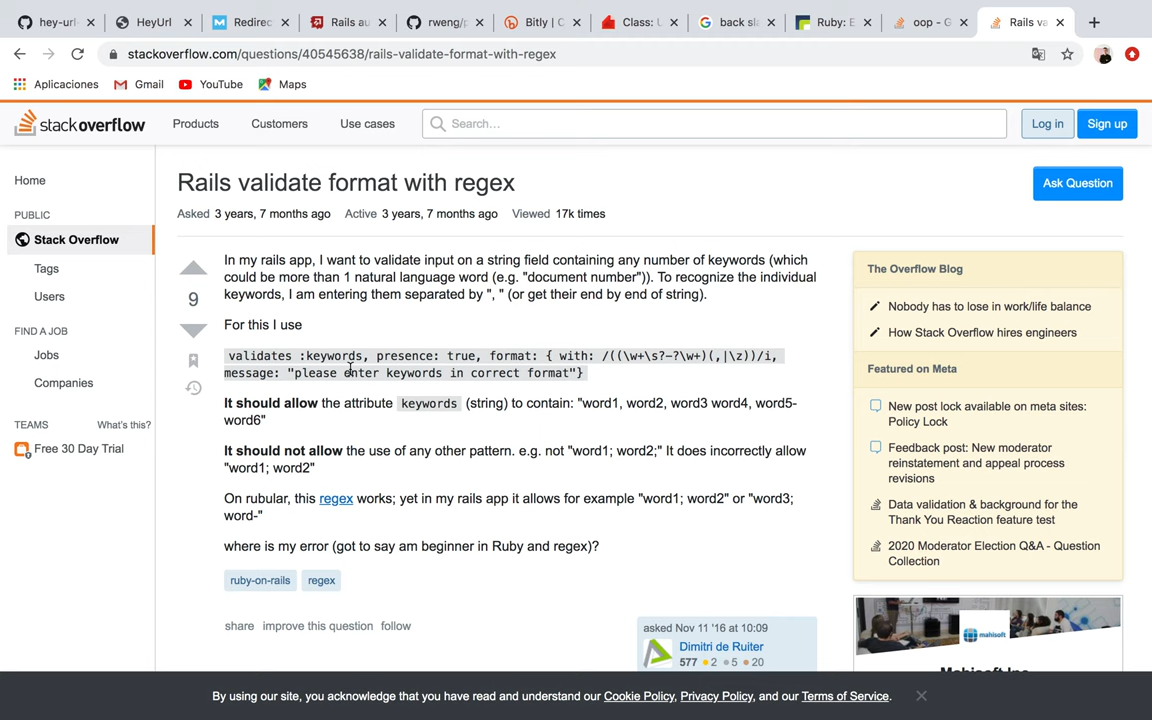 hey-url-
HeyUrl
Redirec
Rails au
rweng/p
Bitly | C
Class: U
back sla
Ruby: E
oop - G
Rails va
stackoverflow.com/questions/40545638/rails-validate-format-with-regex
Aplicaciones
Gmail
YouTube
Maps
stackoverflow
Products
Customers
Use cases
Search...
Log in
Sign up
Home
PUBLIC
Stack Overflow
Tags
Users
FIND A JOB
Jobs
Companies
TEAMS What's this?
Free 30 Day Trial
Rails validate format with regex
Ask Question
Asked 3 years, 7 months ago Active 3 years, 7 months ago Viewed 17k times
9
In my rails app, I want to validate input on a string field containing any number of keywords (which
could be more than 1 natural language word (e.g. "document number")). To recognize the individual
keywords, I am entering them separated by ", " (or get their end by end of string).
For this I use
validates :keywords, presence: true, format: { with: /((\w+\s?-?\w+)(,|\z))/i,
message: "please enter keywords in correct format"}
It should allow the attribute keywords (string) to contain: "word1, word2, word3 word4, word5-
word6"
It should not allow the use of any other pattern. e.g. not "word1; word2;" It does incorrectly allow
"word1; word2"
On rubular, this regex works; yet in my rails app it allows for example "word1; word2" or "word3;
word-"
where is my error (got to say am beginner in Ruby and regex)?
ruby-on-rails regex
share improve this question follow
asked Nov 11 '16 at 10:09
Dimitri de Ruiter
577 2 5 20
The Overflow Blog
Nobody has to lose in work/life balance
How Stack Overflow hires engineers
Featured on Meta
New post lock available on meta sites:
Policy Lock
Feedback post: New moderator
reinstatement and appeal process
revisions
Data validation & background for the
Thank You Reaction feature test
2020 Moderator Election Q&A - Question
Collection
mahisoft
Mahisoft Inc
By using our site, you acknowledge that you have read and understand our Cookie Policy, Privacy Policy, and our Terms of Service.